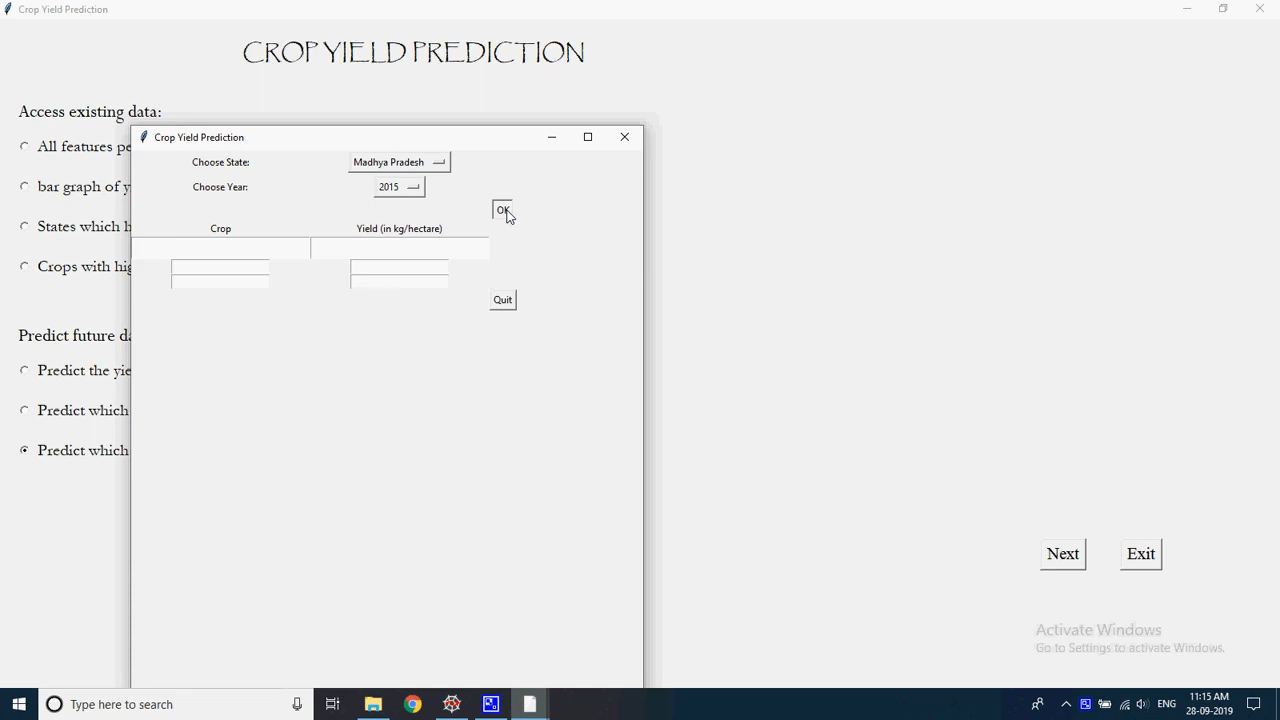 Crop Yield Prediction
CROP YIELD PREDICTION
Access existing data:
All features pe
bar graph of y
States which h
Crops with hig
Predict future da
Predict the yie
Predict which
Predict which
Crop Yield Prediction
Choose State:
Madhya Pradesh
Choose Year:
2015
OK
Crop
Yield (in kg/hectare)
Quit
Next
Exit
Activate Windows
Go to Settings to activate Windows.
Type here to search
ENG
11:15 AM
28-09-2019